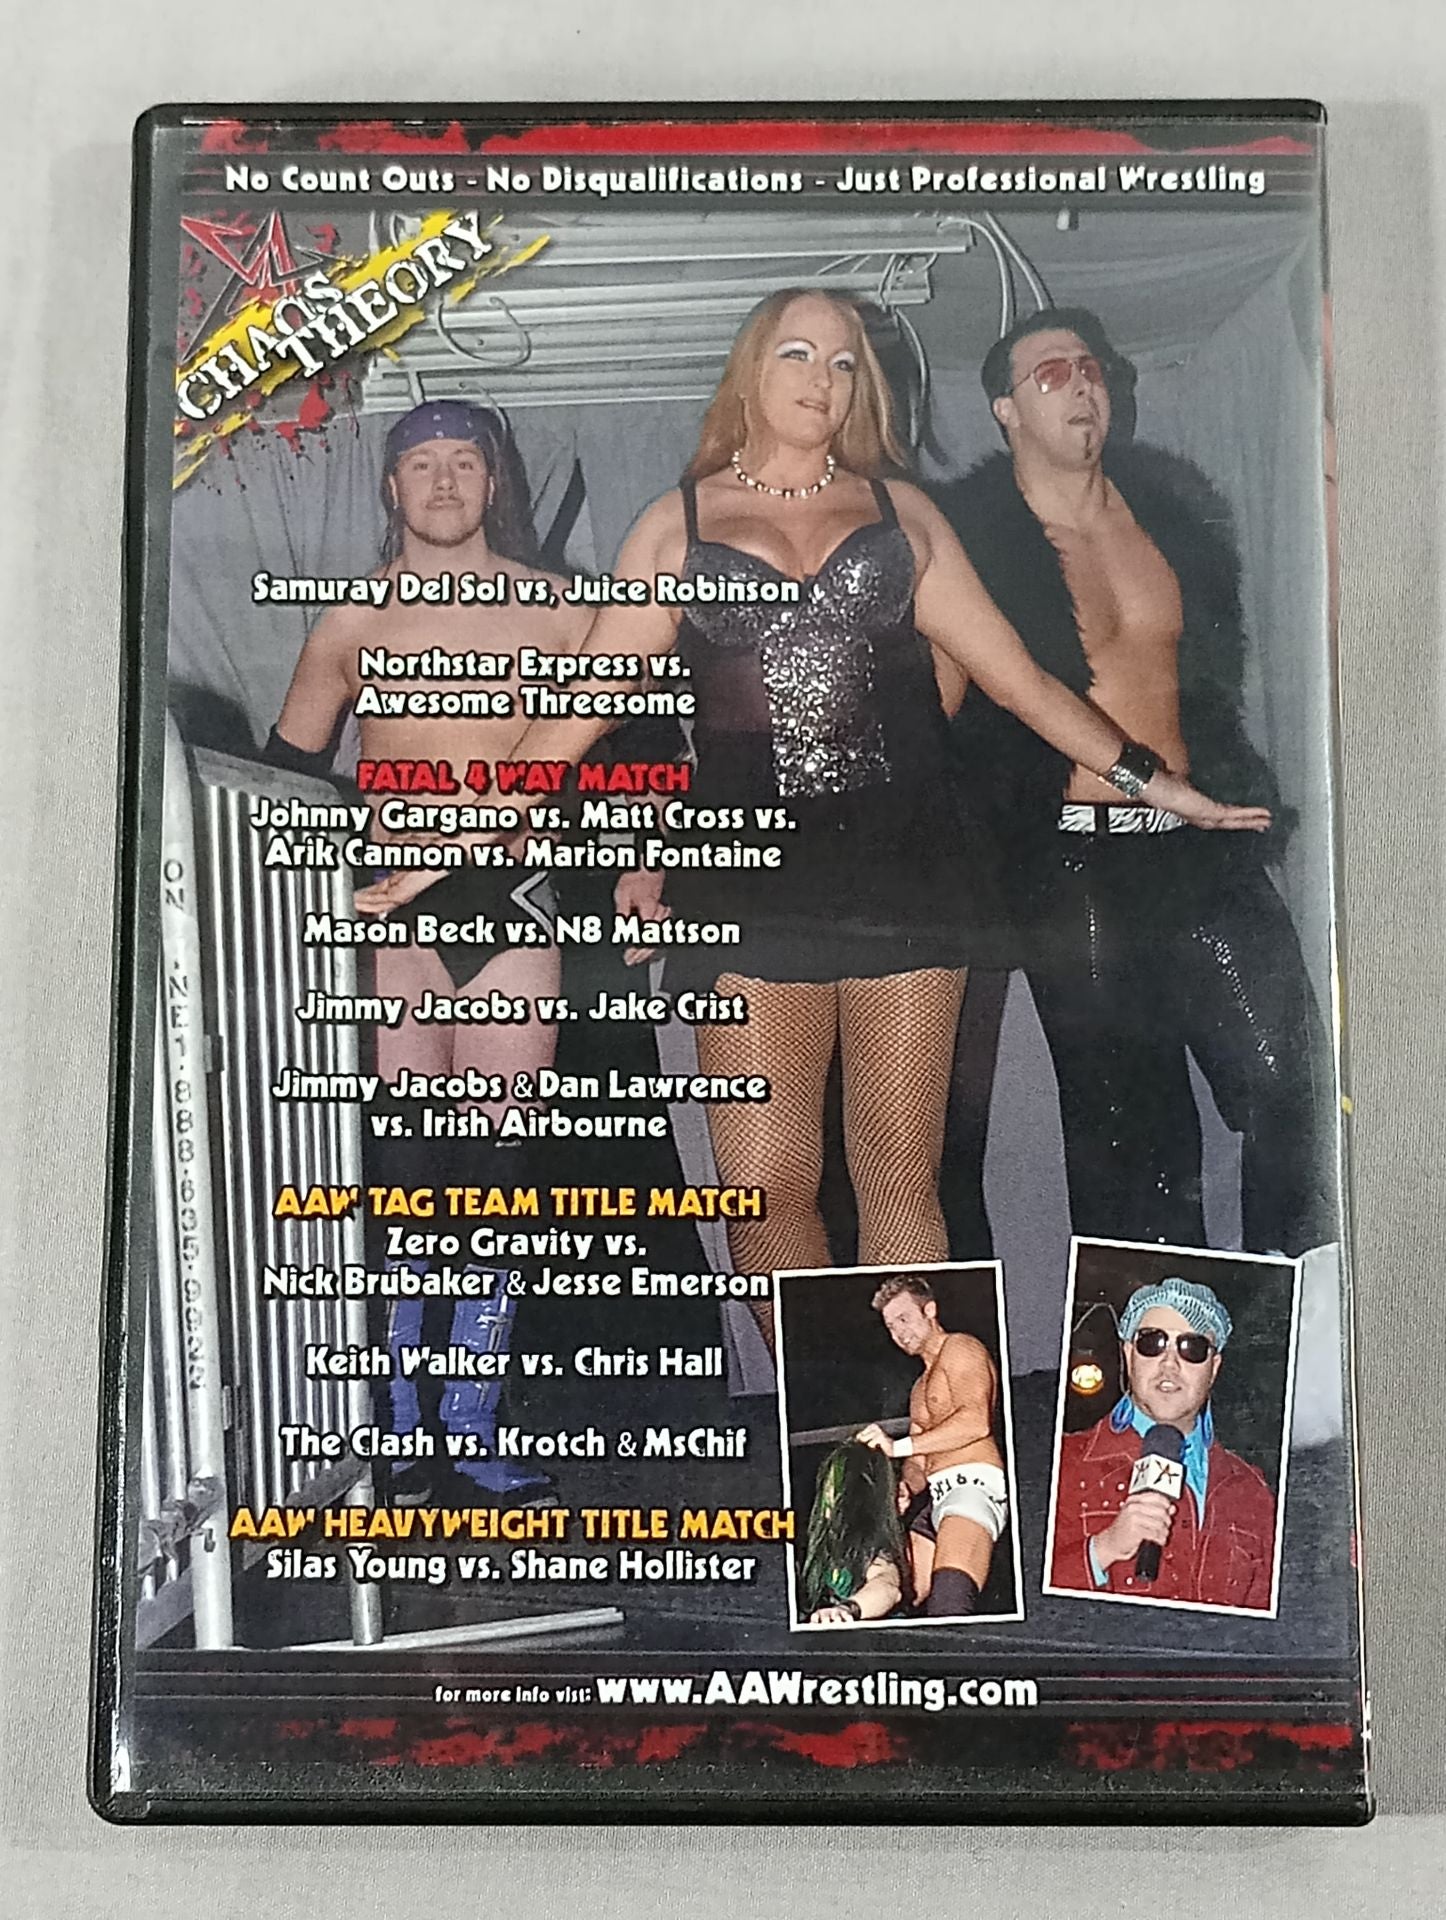 No Count Outs - No Disqualifications - Just Professional Wrestling
CHAOS
THEORY
Samuray Del Sol vs, Juice Robinson
Northstar Express vs.
Awesome Threesome
FATAL 4 WAY MATCH
Johnny Gargano vs. Matt Cross vs.
Arik Cannon vs. Marion Fontaine
Mason Beck vs. N8 Mattson
Jimmy Jacobs vs. Jake Crist
Jimmy Jacobs & Dan Lawrence
vs. Irish Airbourne
AAW TAG TEAM TITLE MATCH
Zero Gravity vs.
Nick Brubaker & Jesse Emerson
Keith Walker vs. Chris Hall
The Clash vs. Krotch & MsChif
AAW HEAVYWEIGHT TITLE MATCH
Silas Young vs. Shane Hollister
for more info vist: www.AAWrestling.com